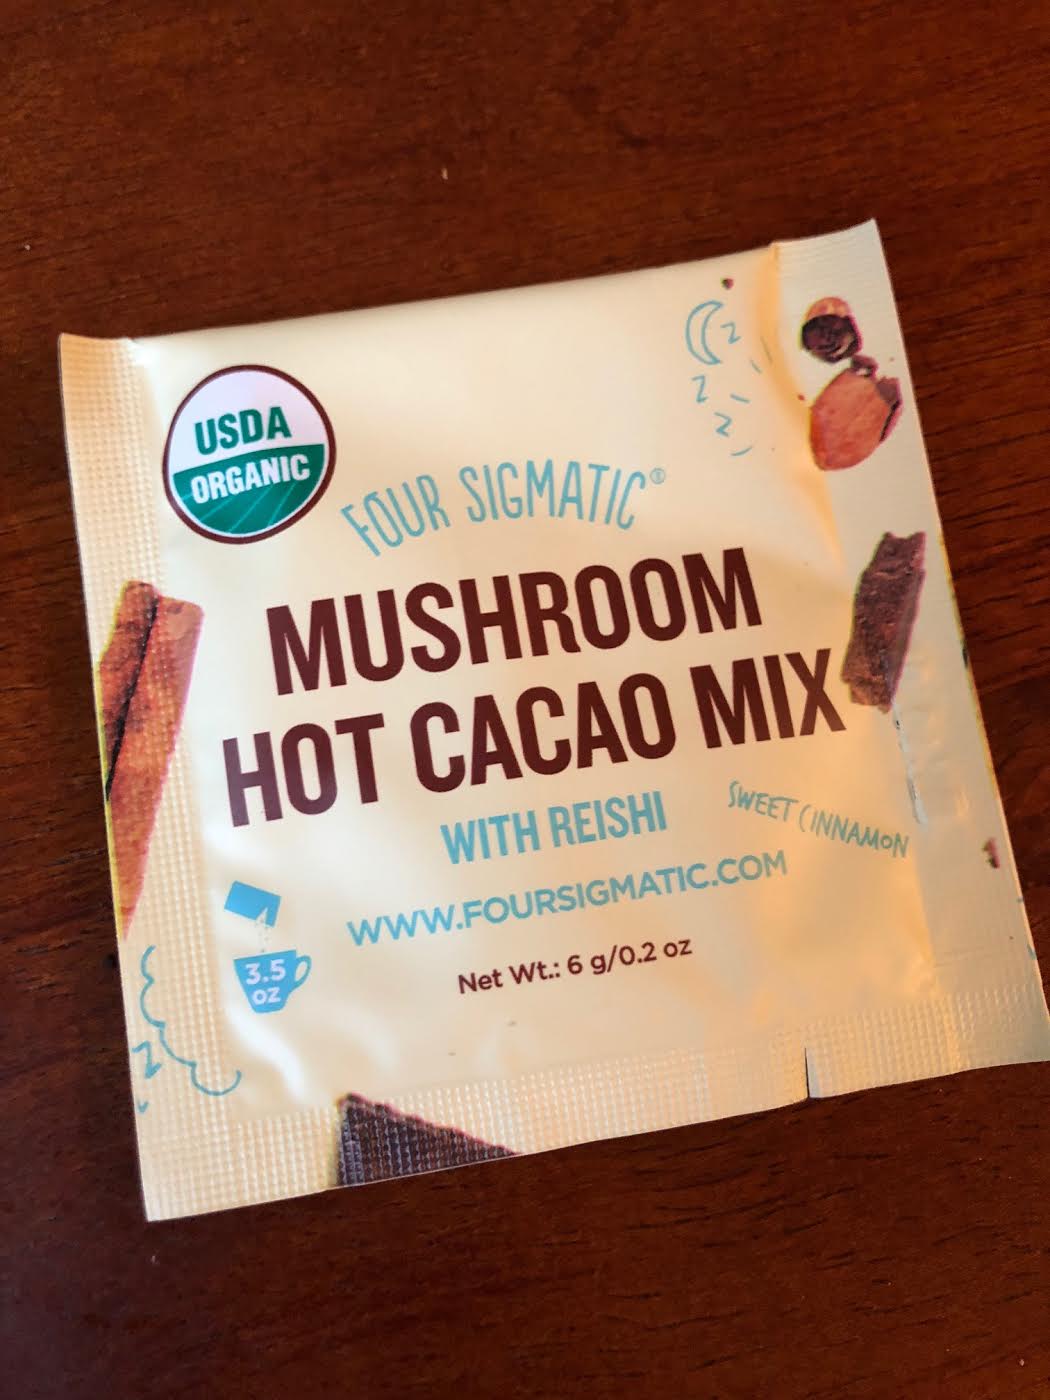 USDA
ORGANIC
FOUR SIGMATIC®
MUSHROOM
HOT CACAO MIX
WITH REISHI
SWEET CINNAMON
WWW.FOURSIGMATIC.COM
Net Wt.: 6 g/0.2 oz
3.5
OZ
Z
Z
Z
Z